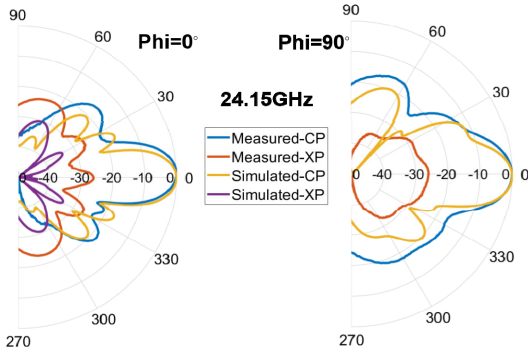 90
60
Phi=0°
30
-50 -40 -30 -20 -10 0 0
330
300
270
24.15GHz
Measured-CP
Measured-XP
Simulated-CP
Simulated-XP
90
60
Phi=90°
30
-50 -40 -30 -20 -10 0 0
330
300
270